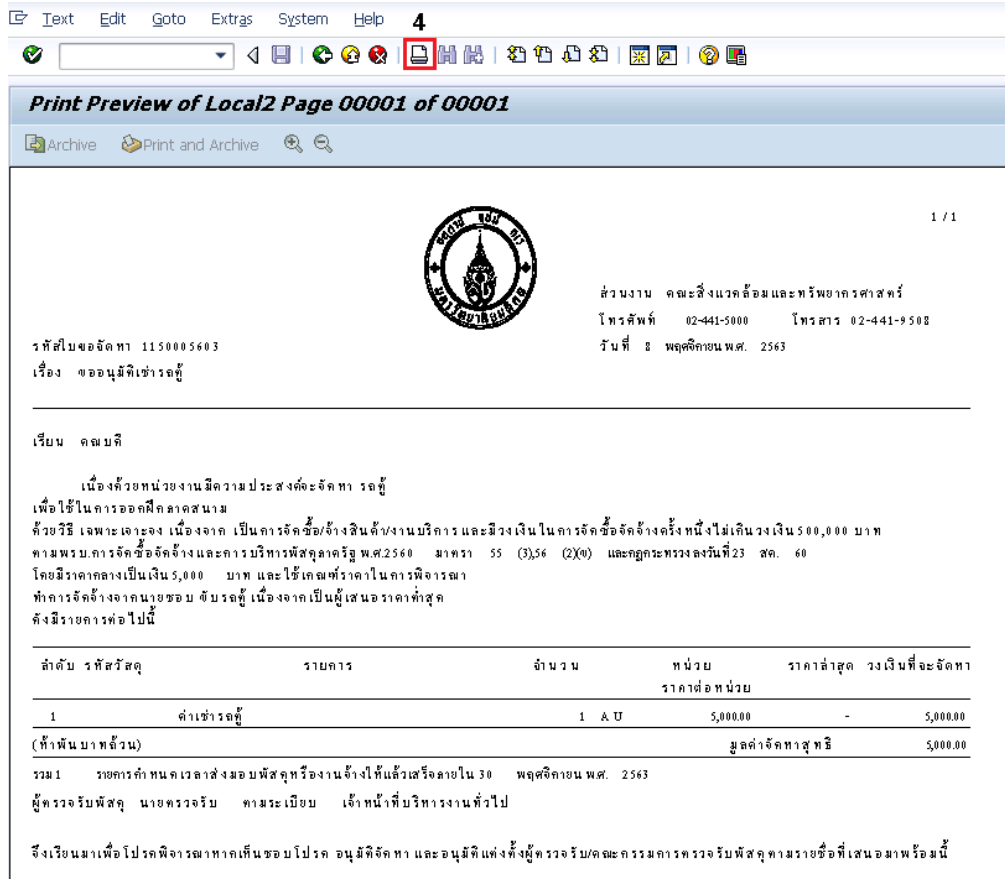 Text Edit Goto Extras System Help 4
Print Preview of Local2 Page 00001 of 00001
Archive Print and Archive
1 / 1
มหาวิทยาลัยมหิดล
ส่วนงาน คณะสิ่งแวดล้อมและทรัพยากรศาสตร์
โทรศัพท์ 02-441-5000 โทรสาร 02-441-9508
รหัสใบขอจัดหา 1150005603 วันที่ 8 พฤศจิกายน พ.ศ. 2563
เรื่อง ขออนุมัติเช่ารถตู้
เรียน คณบดี
เนื่องด้วยหน่วยงานมีความประสงค์จะจัดหา รถตู้
เพื่อใช้ในการออกฝึกภาคสนาม
ด้วยวิธี เฉพาะเจาะจง เนื่องจาก เป็นการจัดซื้อ/จ้างสินค้า/งานบริการ และมีวงเงินในการจัดซื้อจัดจ้างครั้งหนึ่งไม่เกินวงเงิน 500,000 บาท
ตามพรบ.การจัดซื้อจัดจ้างและการบริหารพัสดุภาครัฐ พ.ศ.2560 มาตรา 55 (3),56 (2)(ข) และกฎกระทรวง ลงวันที่ 23 สค. 60
โดยมีราคากลางเป็นเงิน 5,000 บาท และใช้เกณฑ์ราคาในการพิจารณา
ทำการจัดจ้างจากนายชอบ ขับรถตู้ เนื่องจากเป็นผู้เสนอราคาต่ำสุด
ดังมีรายการต่อไปนี้
ลำดับ รหัสวัสดุ รายการ จำนวน หน่วย ราคาล่าสุด วงเงินที่จะจัดหา
ราคาต่อหน่วย
1 ค่าเช่ารถตู้ 1 AU 5,000.00 - 5,000.00
(ห้าพันบาทถ้วน) มูลค่าจัดหาสุทธิ 5,000.00
รวม 1 รายการกำหนดเวลาส่งมอบพัสดุหรืองานจ้างให้แล้วเสร็จภายใน 30 พฤศจิกายน พ.ศ. 2563
ผู้ตรวจรับพัสดุ นายตรวจรับ ตามระเบียบ เจ้าหน้าที่บริหารงานทั่วไป
จึงเรียนมาเพื่อโปรดพิจารณาหากเห็นชอบโปรด อนุมัติจัดหา และอนุมัติแต่งตั้งผู้ตรวจรับ/คณะกรรมการตรวจรับพัสดุตามรายชื่อที่เสนอมาพร้อมนี้